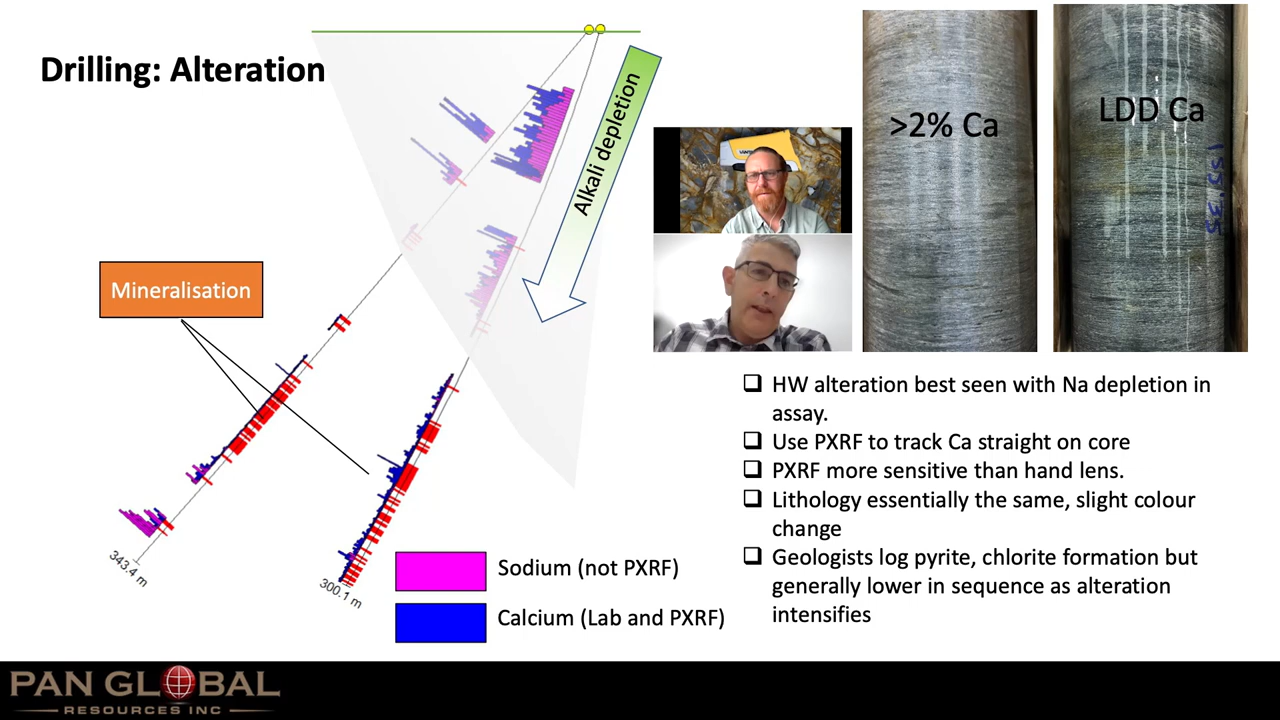 Drilling: Alteration
Alkali depletion
>2% Ca
LDD Ca
155'35
Mineralisation
343.4 m
300.1 m
Sodium (not PXRF)
Calcium (Lab and PXRF)
HW alteration best seen with Na depletion in
assay.
Use PXRF to track Ca straight on core
PXRF more sensitive than hand lens.
Lithology essentially the same, slight colour
change
Geologists log pyrite, chlorite formation but
generally lower in sequence as alteration
intensifies
PAN GLOBAL
RESOURCES INC